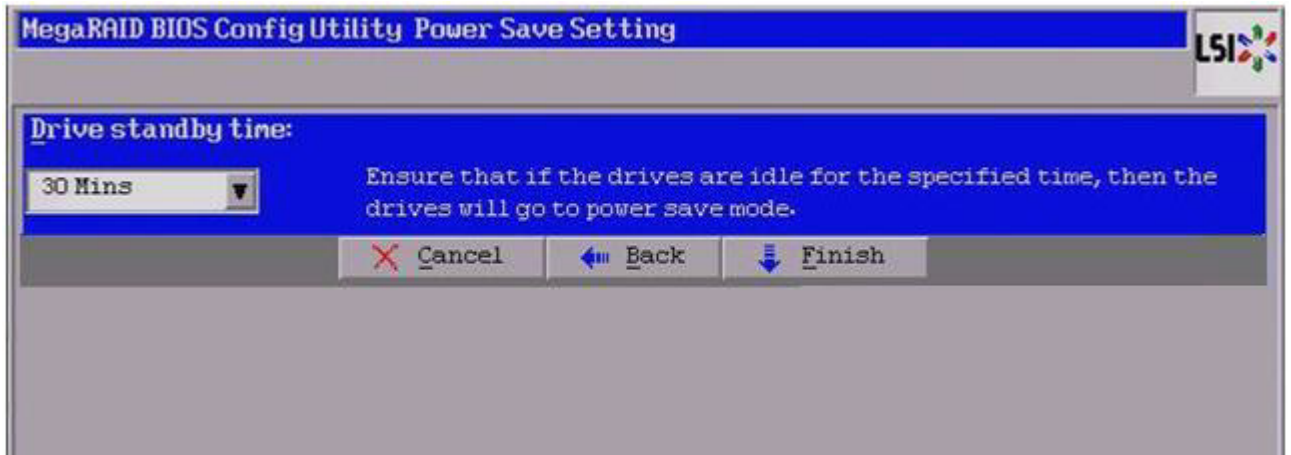 MegaRAID BIOS Config Utility Power Save Setting
LSI
Drive standby time:
30 Mins
Ensure that if the drives are idle for the specified time, then the
drives will go to power save mode.
Cancel
Back
Finish